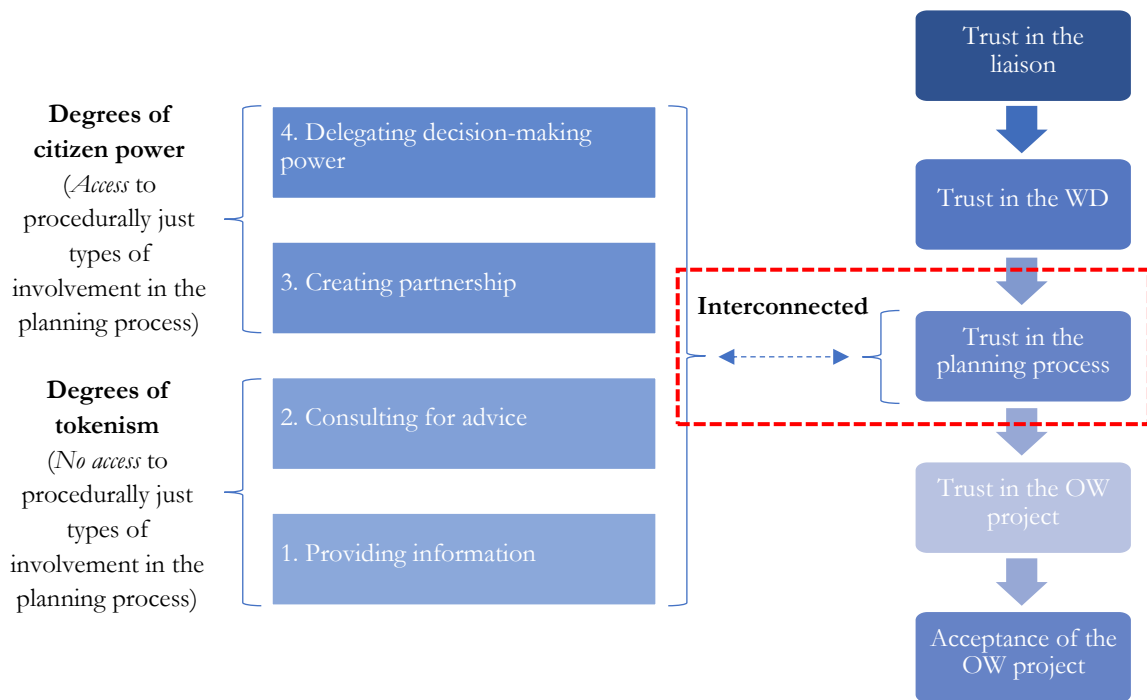 Degrees of
citizen power
(Access to
procedurally just
types of
involvement in the
planning process)
Degrees of
tokenism
(No access to
procedurally just
types of
involvement in the
planning process)
4. Delegating decision-making
power
3. Creating partnership
2. Consulting for advice
1. Providing information
Interconnected
Trust in the
liaison
Trust in the WD
Trust in the
planning process
Trust in the OW
project
Acceptance of the
OW project